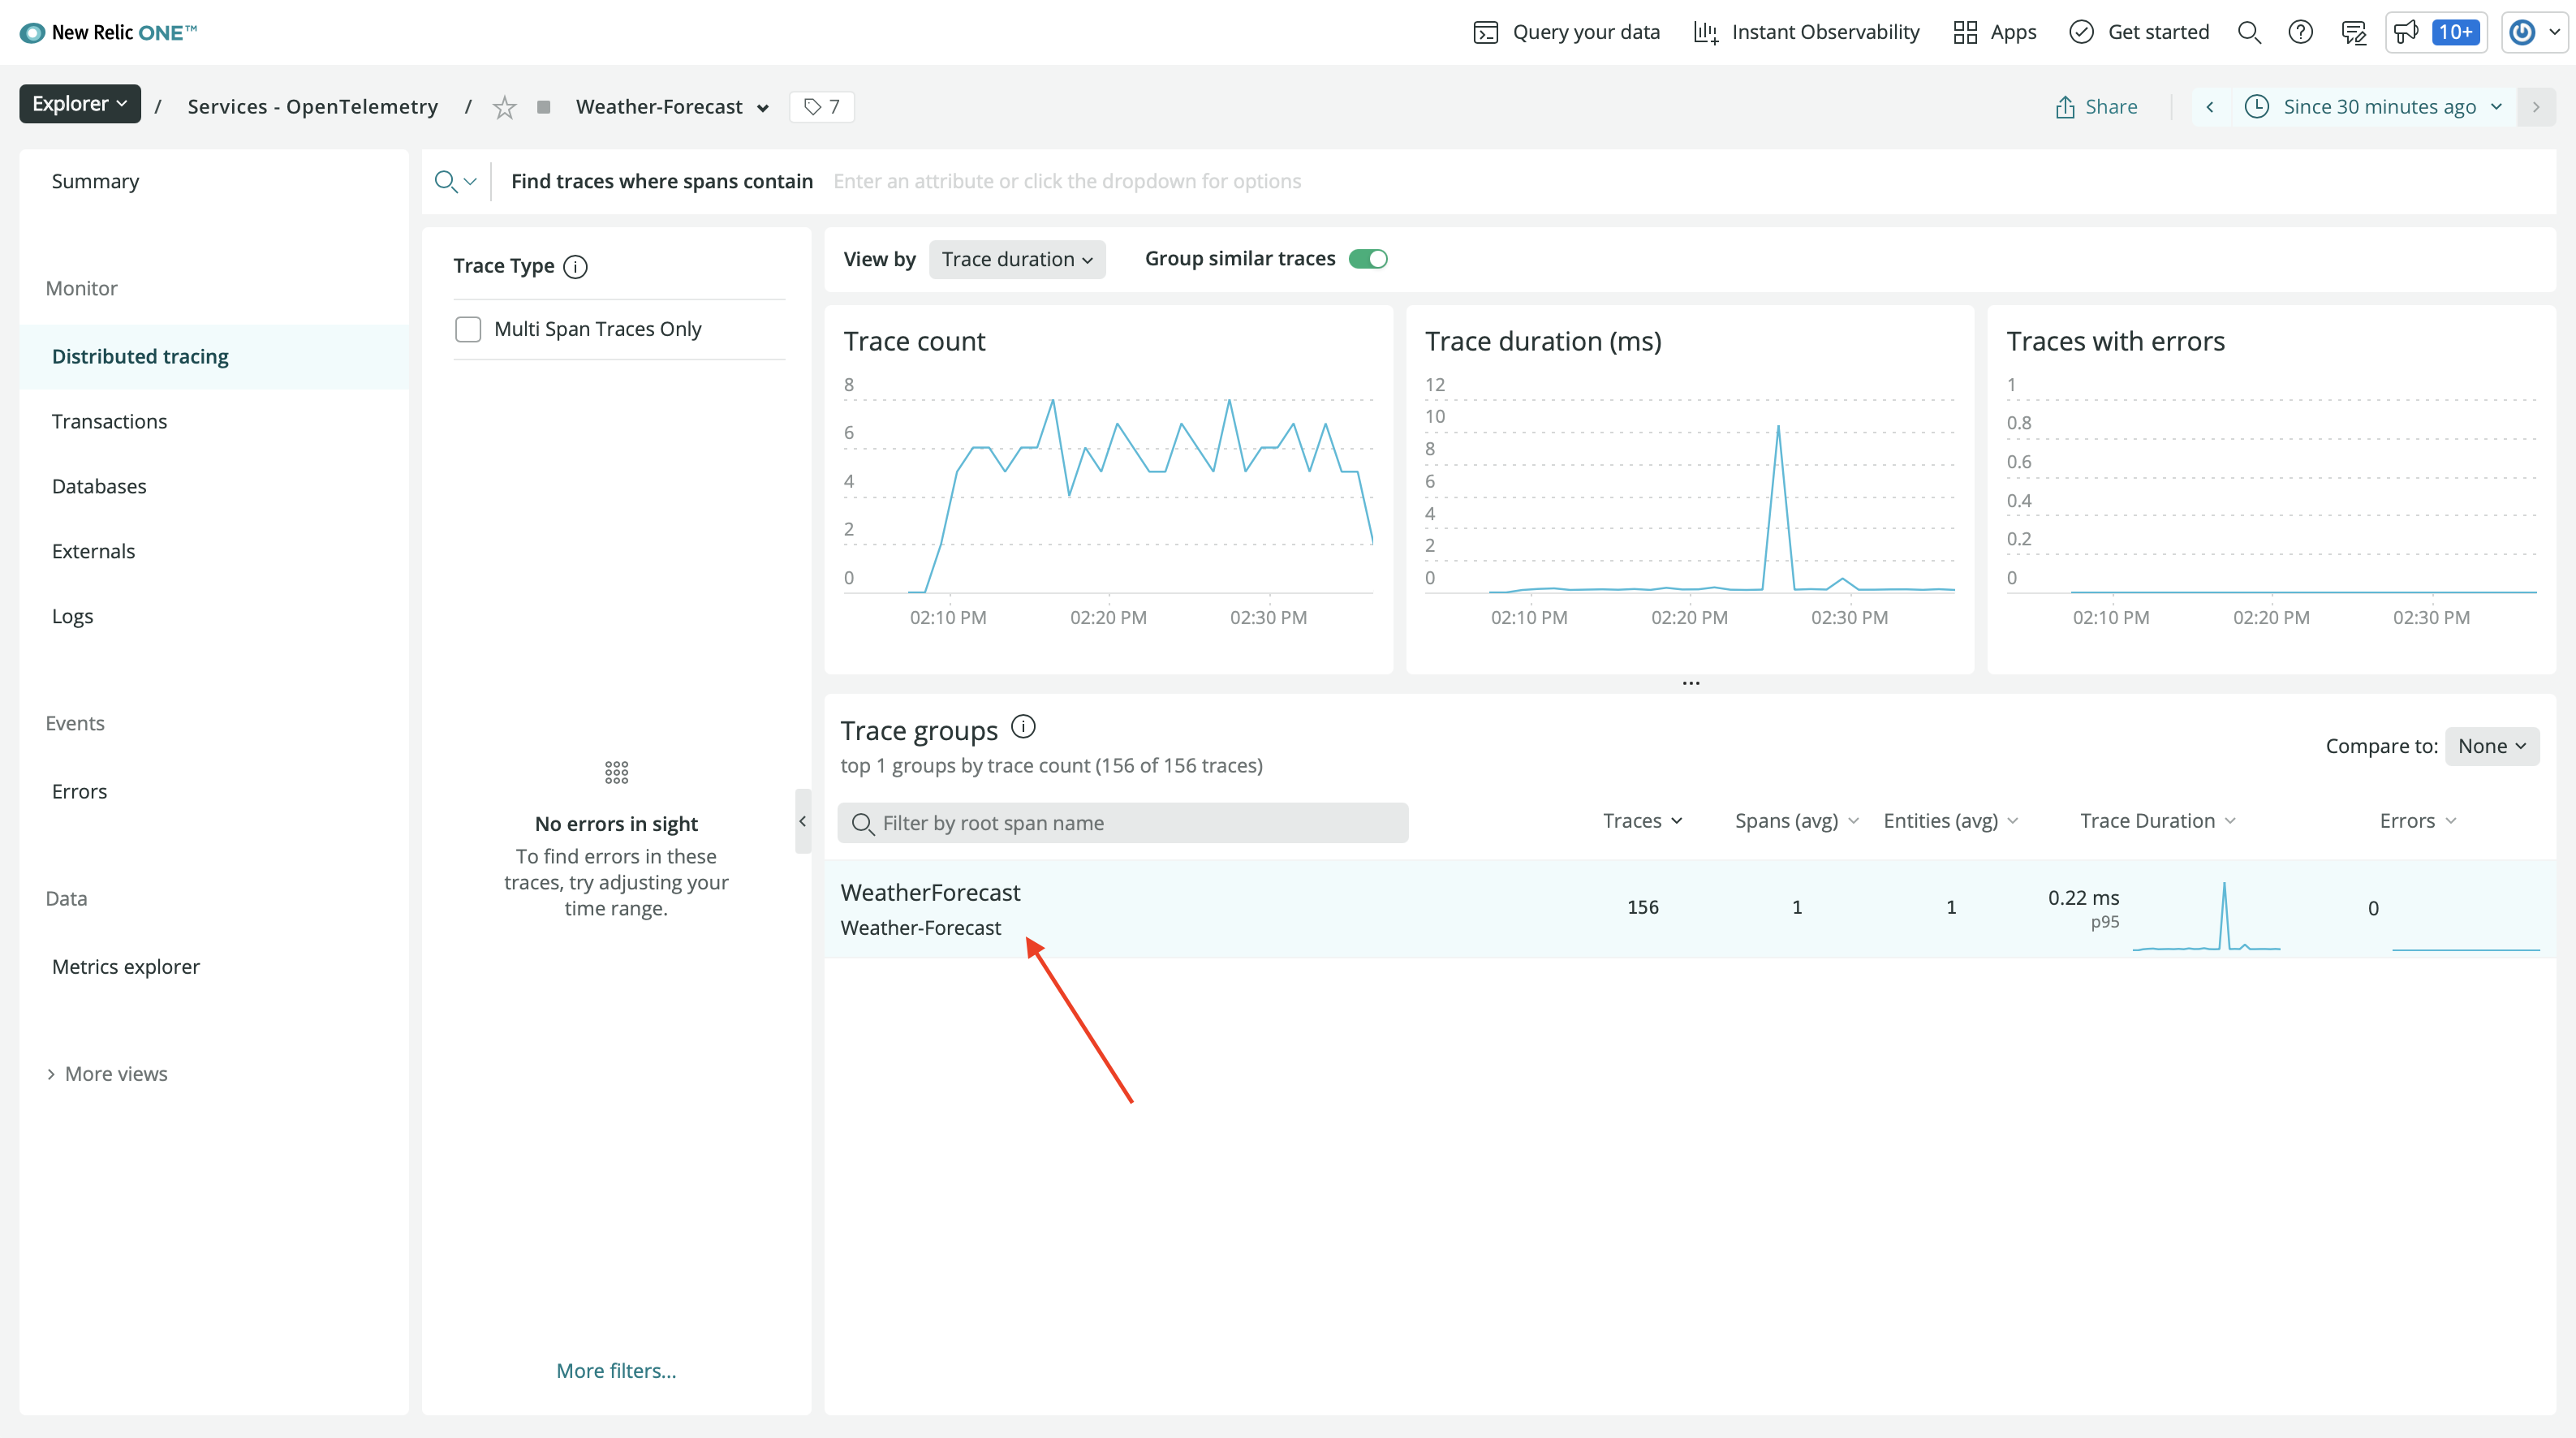 New Relic ONE™
Query your data
Instant Observability
Apps
Get started
10+
Explorer
/
Services - OpenTelemetry
/
Weather-Forecast
7
Share
Since 30 minutes ago
Summary
Monitor
Distributed tracing
Transactions
Databases
Externals
Logs
Events
Errors
Data
Metrics explorer
More views
Find traces where spans contain
Enter an attribute or click the dropdown for options
Trace Type
Multi Span Traces Only
No errors in sight
To find errors in these
traces, try adjusting your
time range.
More filters...
View by
Trace duration
Group similar traces
Trace count
8
6
4
2
0
02:10 PM
02:20 PM
02:30 PM
Trace duration (ms)
12
10
8
6
4
2
0
02:10 PM
02:20 PM
02:30 PM
Traces with errors
1
0.8
0.6
0.4
0.2
0
02:10 PM
02:20 PM
02:30 PM
...
Trace groups
top 1 groups by trace count (156 of 156 traces)
Compare to:
None
Filter by root span name
Traces
Spans (avg)
Entities (avg)
Trace Duration
Errors
WeatherForecast
Weather-Forecast
156
1
1
0.22 ms
p95
0